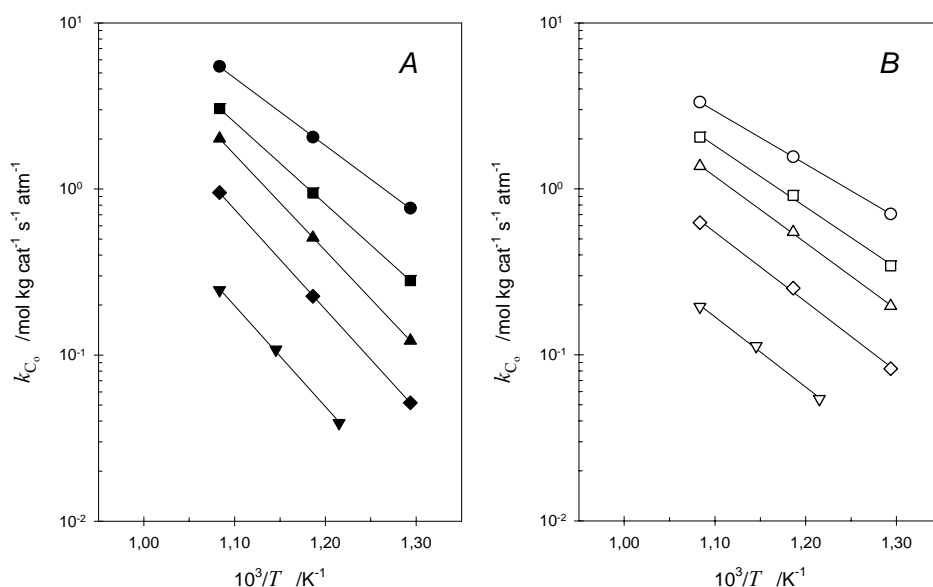 A
B
10¹
10⁰
10⁻¹
10⁻²
k_Cₒ /mol kg cat⁻¹ s⁻¹ atm⁻¹
1,00 1,10 1,20 1,30
10³/T /K⁻¹
10¹
10⁰
10⁻¹
10⁻²
k_Cₒ /mol kg cat⁻¹ s⁻¹ atm⁻¹
1,00 1,10 1,20 1,30
10³/T /K⁻¹